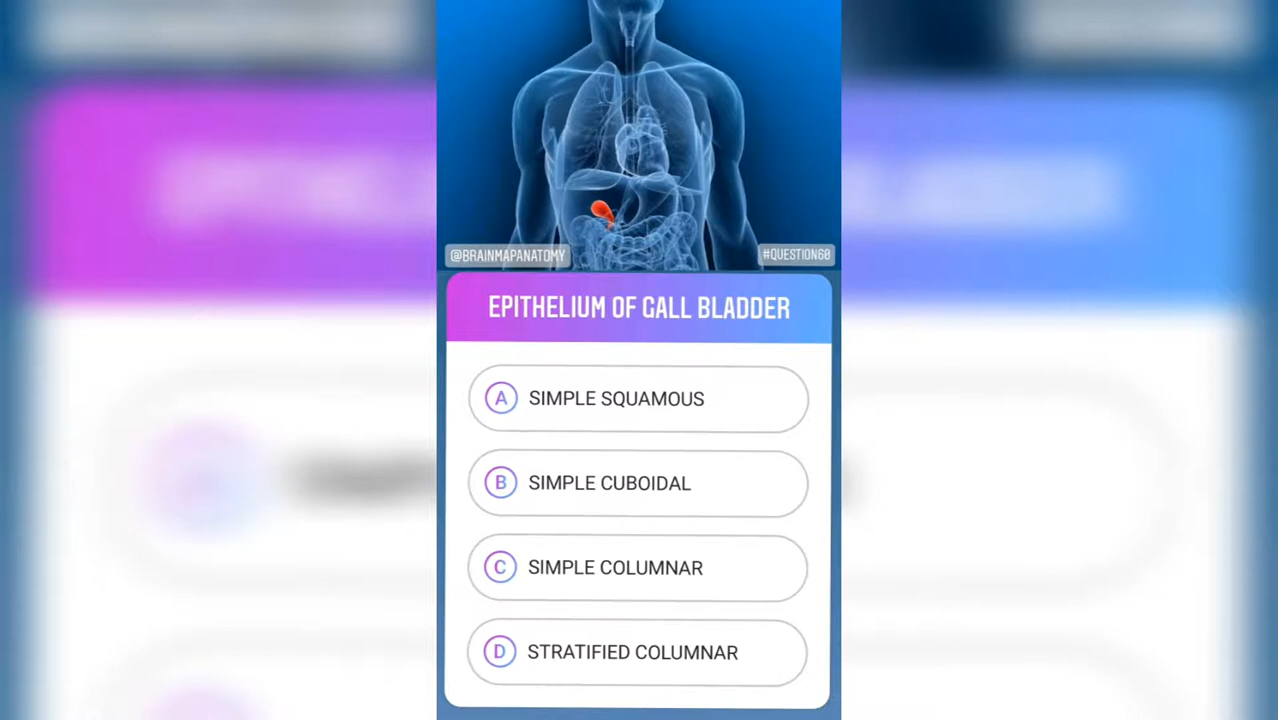 @BRAINMAPANATOMY
#QUESTION60
EPITHELIUM OF GALL BLADDER
A SIMPLE SQUAMOUS
B SIMPLE CUBOIDAL
C SIMPLE COLUMNAR
D STRATIFIED COLUMNAR